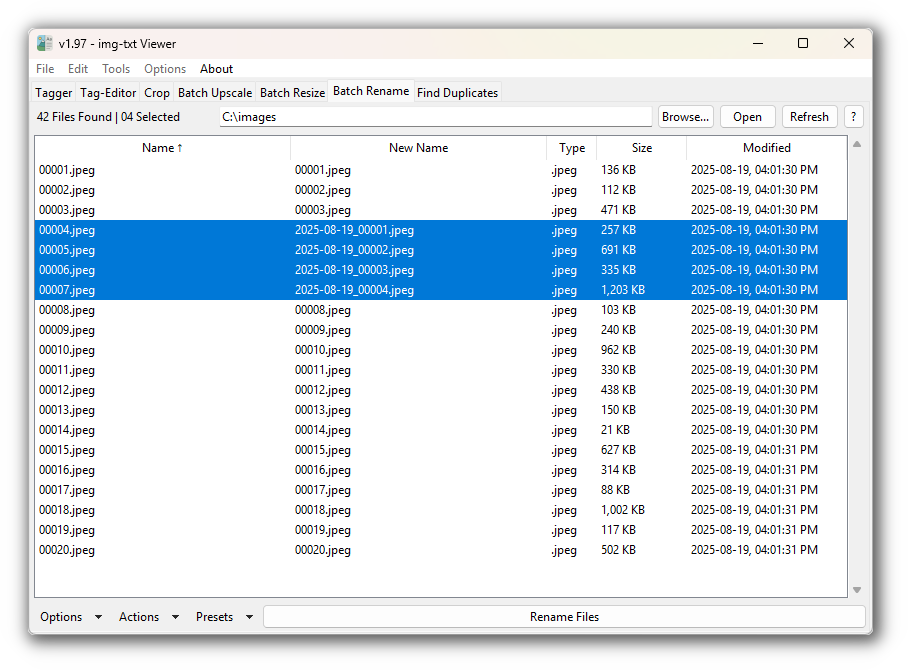 v1.97 - img-txt Viewer
File Edit Tools Options About
Tagger Tag-Editor Crop Batch Upscale Batch Resize Batch Rename Find Duplicates
42 Files Found | 04 Selected C:\images Browse... Open Refresh ?
Name ↑ New Name Type Size Modified
00001.jpeg 00001.jpeg .jpeg 136 KB 2025-08-19, 04:01:30 PM
00002.jpeg 00002.jpeg .jpeg 112 KB 2025-08-19, 04:01:30 PM
00003.jpeg 00003.jpeg .jpeg 471 KB 2025-08-19, 04:01:30 PM
00004.jpeg 2025-08-19_00001.jpeg .jpeg 257 KB 2025-08-19, 04:01:30 PM
00005.jpeg 2025-08-19_00002.jpeg .jpeg 691 KB 2025-08-19, 04:01:30 PM
00006.jpeg 2025-08-19_00003.jpeg .jpeg 335 KB 2025-08-19, 04:01:30 PM
00007.jpeg 2025-08-19_00004.jpeg .jpeg 1,203 KB 2025-08-19, 04:01:30 PM
00008.jpeg 00008.jpeg .jpeg 103 KB 2025-08-19, 04:01:30 PM
00009.jpeg 00009.jpeg .jpeg 240 KB 2025-08-19, 04:01:30 PM
00010.jpeg 00010.jpeg .jpeg 962 KB 2025-08-19, 04:01:30 PM
00011.jpeg 00011.jpeg .jpeg 330 KB 2025-08-19, 04:01:30 PM
00012.jpeg 00012.jpeg .jpeg 438 KB 2025-08-19, 04:01:30 PM
00013.jpeg 00013.jpeg .jpeg 150 KB 2025-08-19, 04:01:30 PM
00014.jpeg 00014.jpeg .jpeg 21 KB 2025-08-19, 04:01:30 PM
00015.jpeg 00015.jpeg .jpeg 627 KB 2025-08-19, 04:01:31 PM
00016.jpeg 00016.jpeg .jpeg 314 KB 2025-08-19, 04:01:31 PM
00017.jpeg 00017.jpeg .jpeg 88 KB 2025-08-19, 04:01:31 PM
00018.jpeg 00018.jpeg .jpeg 1,002 KB 2025-08-19, 04:01:31 PM
00019.jpeg 00019.jpeg .jpeg 117 KB 2025-08-19, 04:01:31 PM
00020.jpeg 00020.jpeg .jpeg 502 KB 2025-08-19, 04:01:31 PM
Options Actions Presets Rename Files